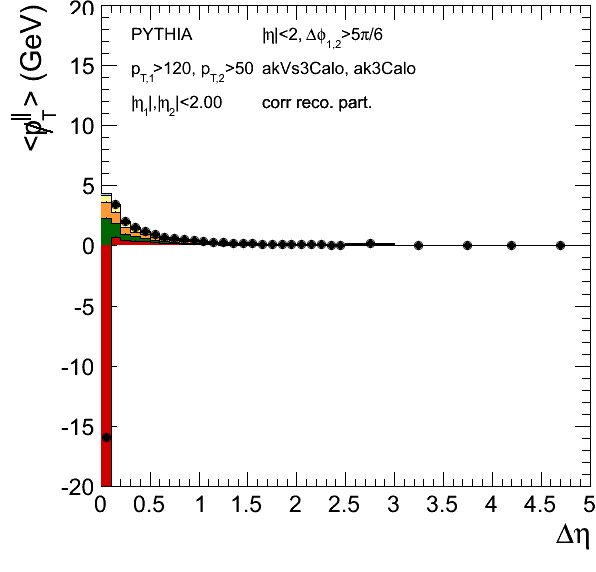 PYTHIA |η|<2, Δϕ1,2>5π/6
pT,1>120, pT,2>50 akVs3Calo, ak3Calo
|η1|,|η2|<2.00 corr reco. part.
<p̸T||> (GeV)
20
15
10
5
0
-5
-10
-15
-20
0 0.5 1 1.5 2 2.5 3 3.5 4 4.5 5
Δη